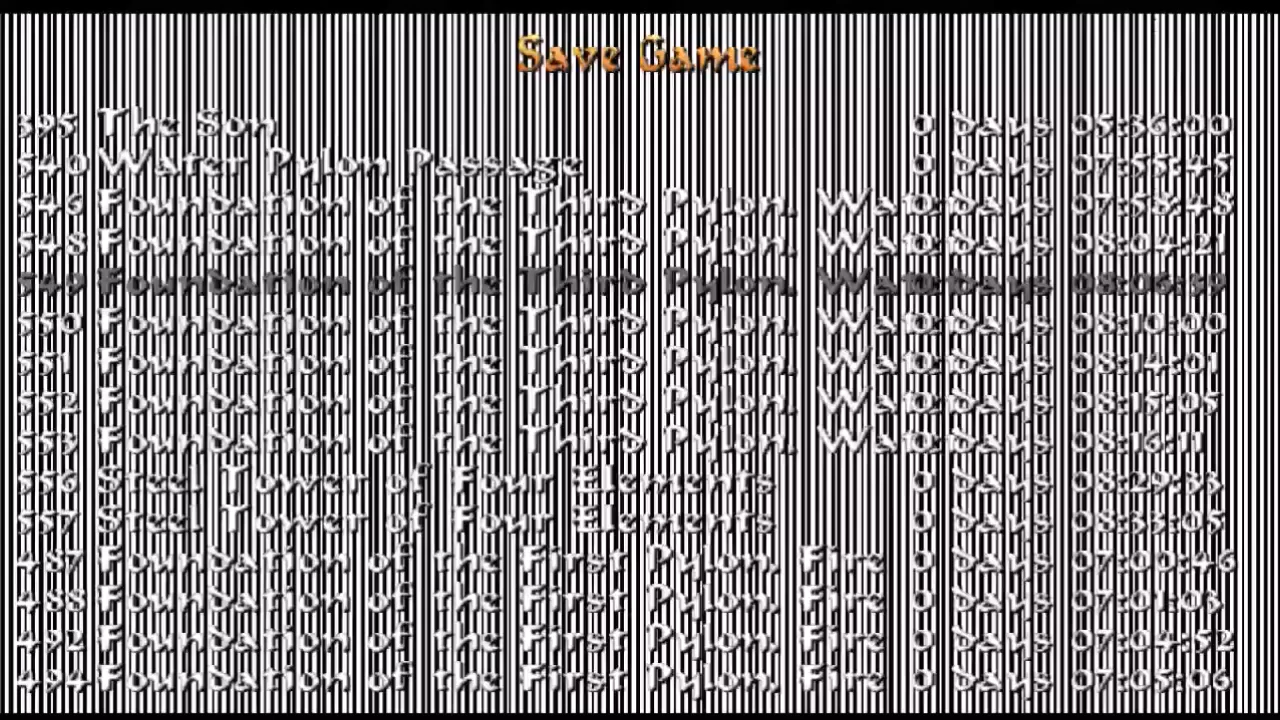 Save Game
395 The Son 0 Days 05:36:00
540 Water Pylon Passage 0 Days 07:55:45
546 Foundation of the Third Pylon, Wat0 Days 07:58:48
548 Foundation of the Third Pylon, Wat0 Days 08:04:21
549 Foundation of the Third Pylon, Wat0 Days 08:06:39
550 Foundation of the Third Pylon, Wat0 Days 08:10:00
551 Foundation of the Third Pylon, Wat0 Days 08:14:01
552 Foundation of the Third Pylon, Wat0 Days 08:15:05
553 Foundation of the Third Pylon, Wat0 Days 08:16:11
556 Steel Tower of Four Elements 0 Days 08:29:33
557 Steel Tower of Four Elements 0 Days 08:33:05
487 Foundation of the First Pylon, Fire 0 Days 07:00:46
488 Foundation of the First Pylon, Fire 0 Days 07:01:03
492 Foundation of the First Pylon, Fire 0 Days 07:04:52
494 Foundation of the First Pylon, Fire 0 Days 07:05:06